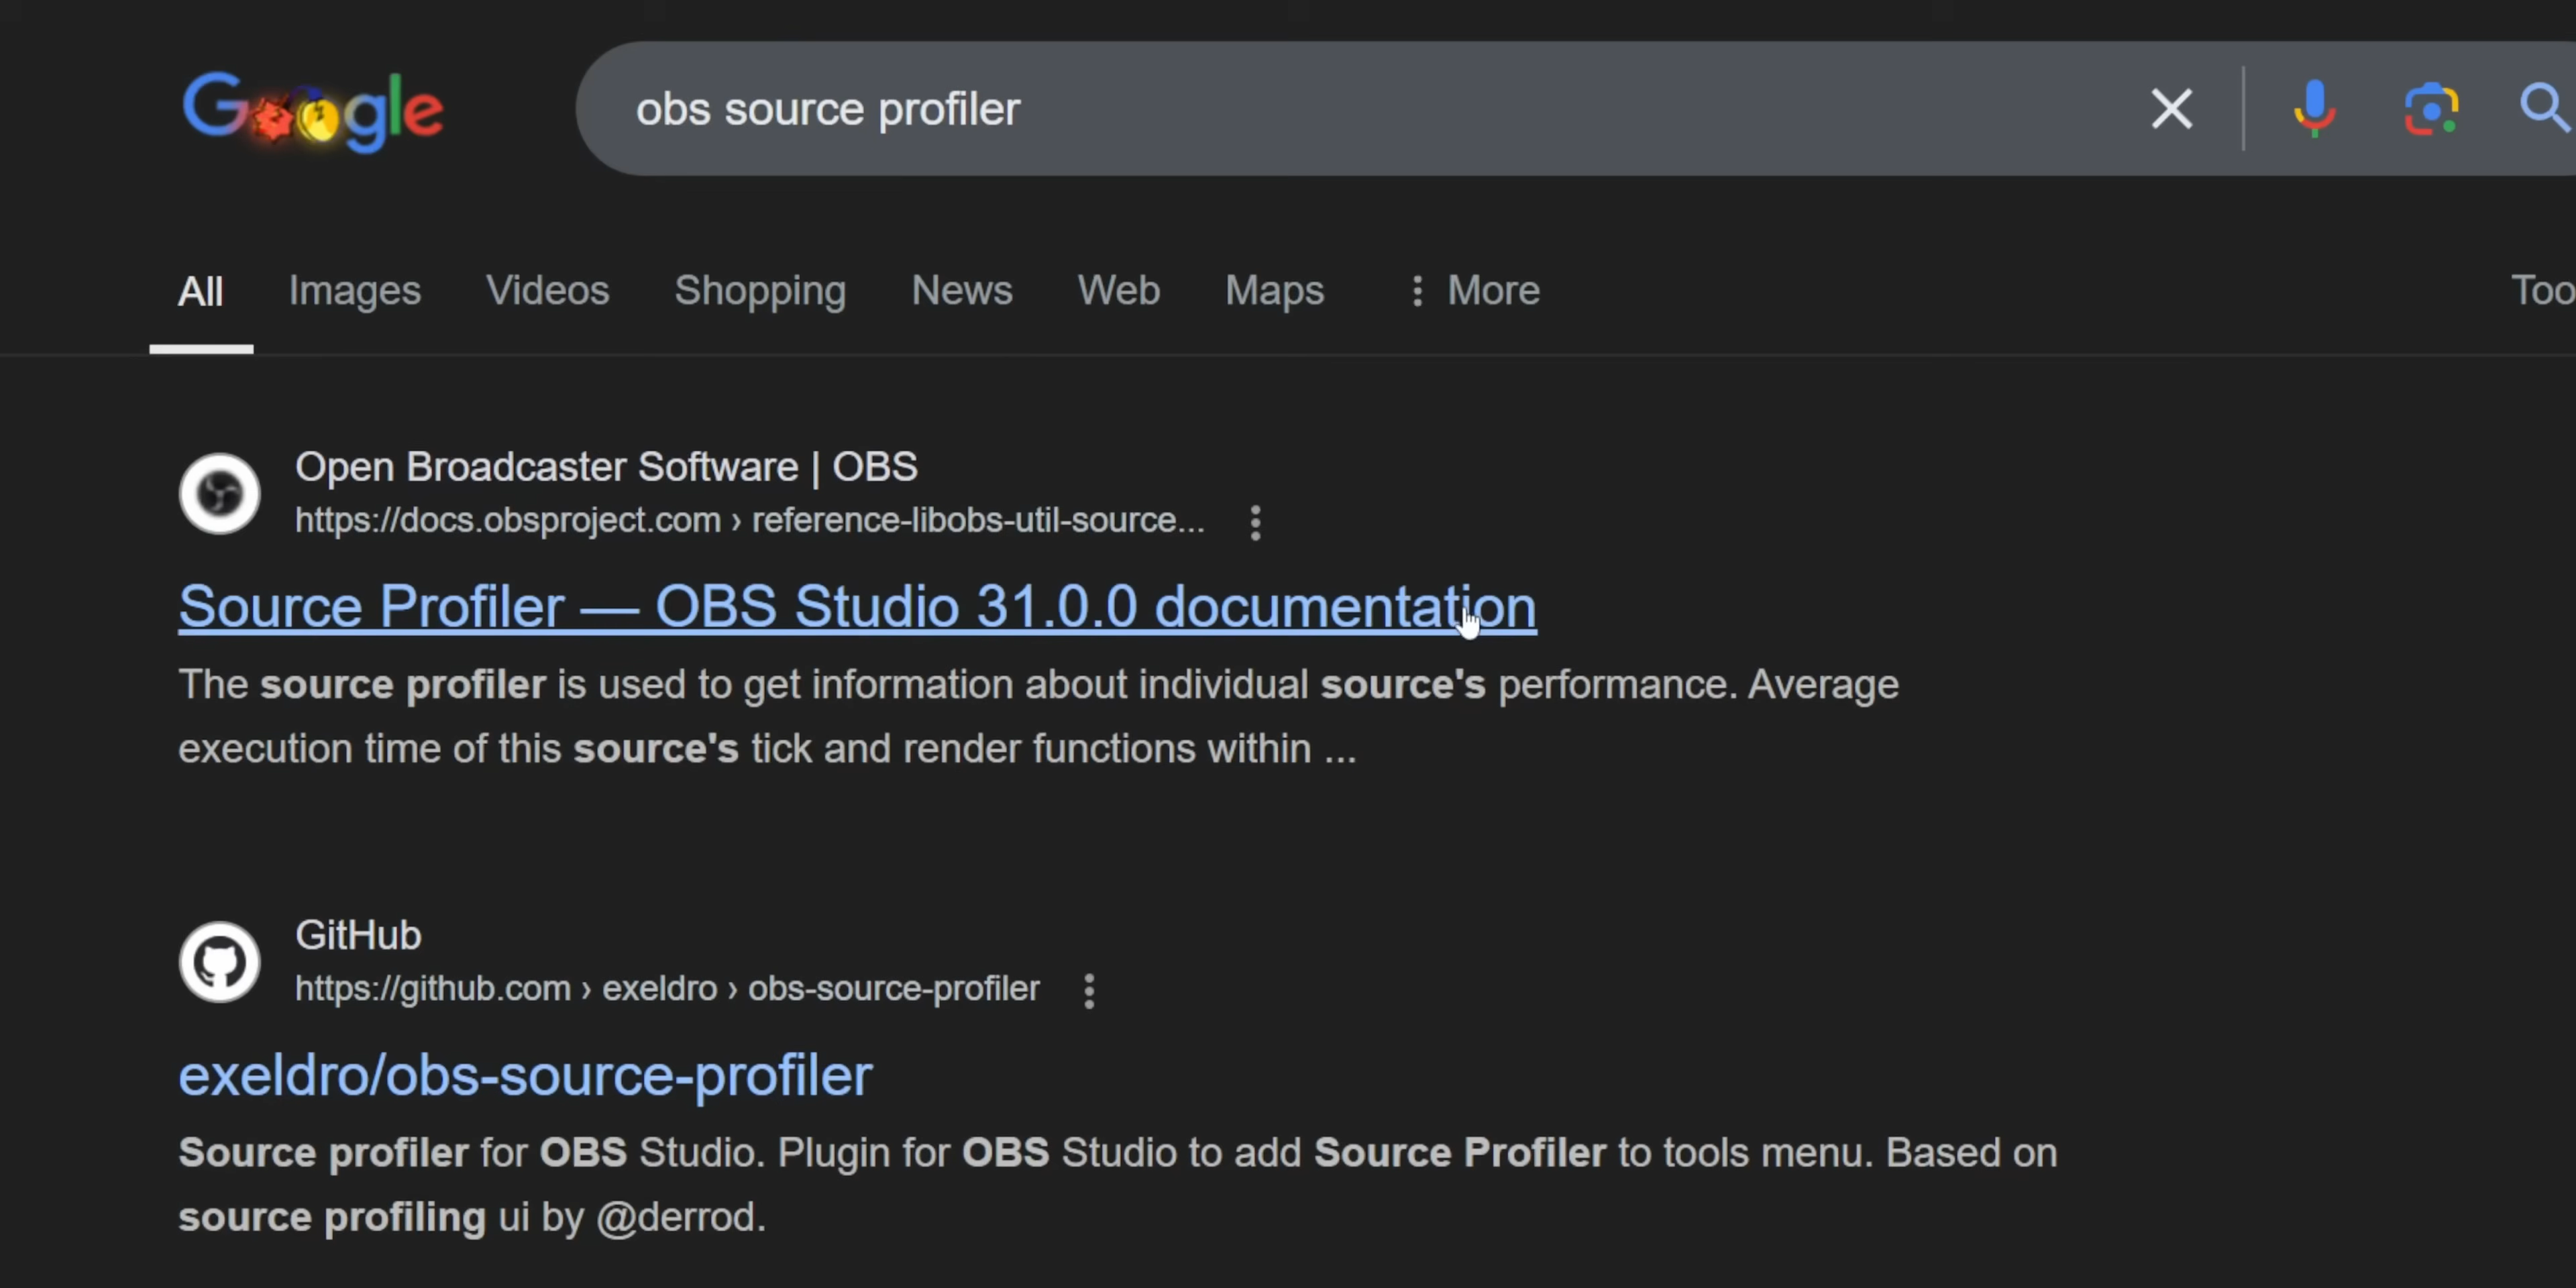 Google
obs source profiler
All Images Videos Shopping News Web Maps More
Open Broadcaster Software | OBS
https://docs.obsproject.com › reference-libobs-util-source...
Source Profiler — OBS Studio 31.0.0 documentation
The source profiler is used to get information about individual source's performance. Average
execution time of this source's tick and render functions within ...
GitHub
https://github.com › exeldro › obs-source-profiler
exeldro/obs-source-profiler
Source profiler for OBS Studio. Plugin for OBS Studio to add Source Profiler to tools menu. Based on
source profiling ui by @derrod.